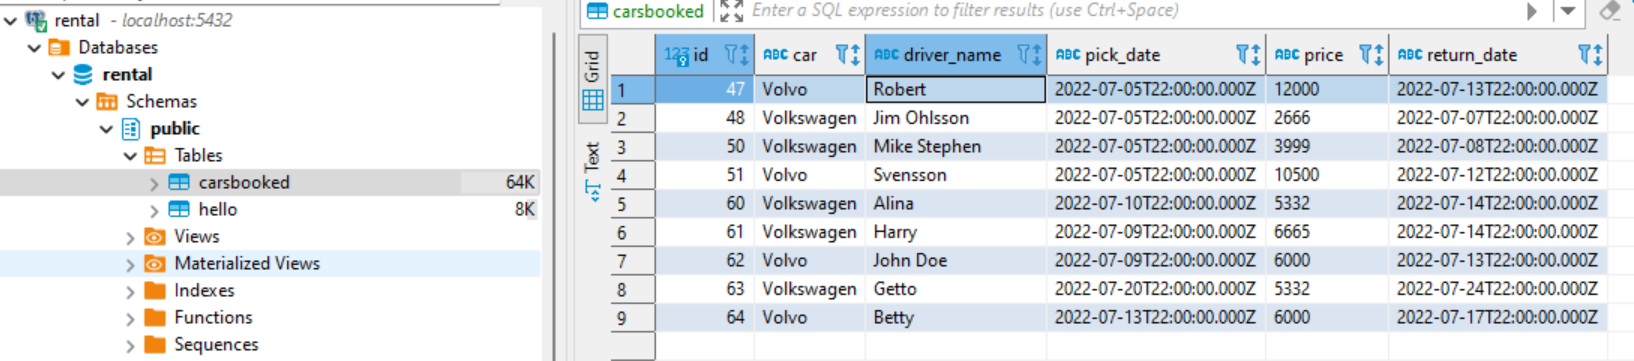 rental - localhost:5432
Databases
rental
Schemas
public
Tables
carsbooked 64K
hello 8K
Views
Materialized Views
Indexes
Functions
Sequences
carsbooked Enter a SQL expression to filter results (use Ctrl+Space)
Grid
Text
123 id ABC car ABC driver_name ABC pick_date ABC price ABC return_date
1 47 Volvo Robert 2022-07-05T22:00:00.000Z 12000 2022-07-13T22:00:00.000Z
2 48 Volkswagen Jim Ohlsson 2022-07-05T22:00:00.000Z 2666 2022-07-07T22:00:00.000Z
3 50 Volkswagen Mike Stephen 2022-07-05T22:00:00.000Z 3999 2022-07-08T22:00:00.000Z
4 51 Volvo Svensson 2022-07-05T22:00:00.000Z 10500 2022-07-12T22:00:00.000Z
5 60 Volkswagen Alina 2022-07-10T22:00:00.000Z 5332 2022-07-14T22:00:00.000Z
6 61 Volkswagen Harry 2022-07-09T22:00:00.000Z 6665 2022-07-14T22:00:00.000Z
7 62 Volvo John Doe 2022-07-09T22:00:00.000Z 6000 2022-07-13T22:00:00.000Z
8 63 Volkswagen Getto 2022-07-20T22:00:00.000Z 5332 2022-07-24T22:00:00.000Z
9 64 Volvo Betty 2022-07-13T22:00:00.000Z 6000 2022-07-17T22:00:00.000Z